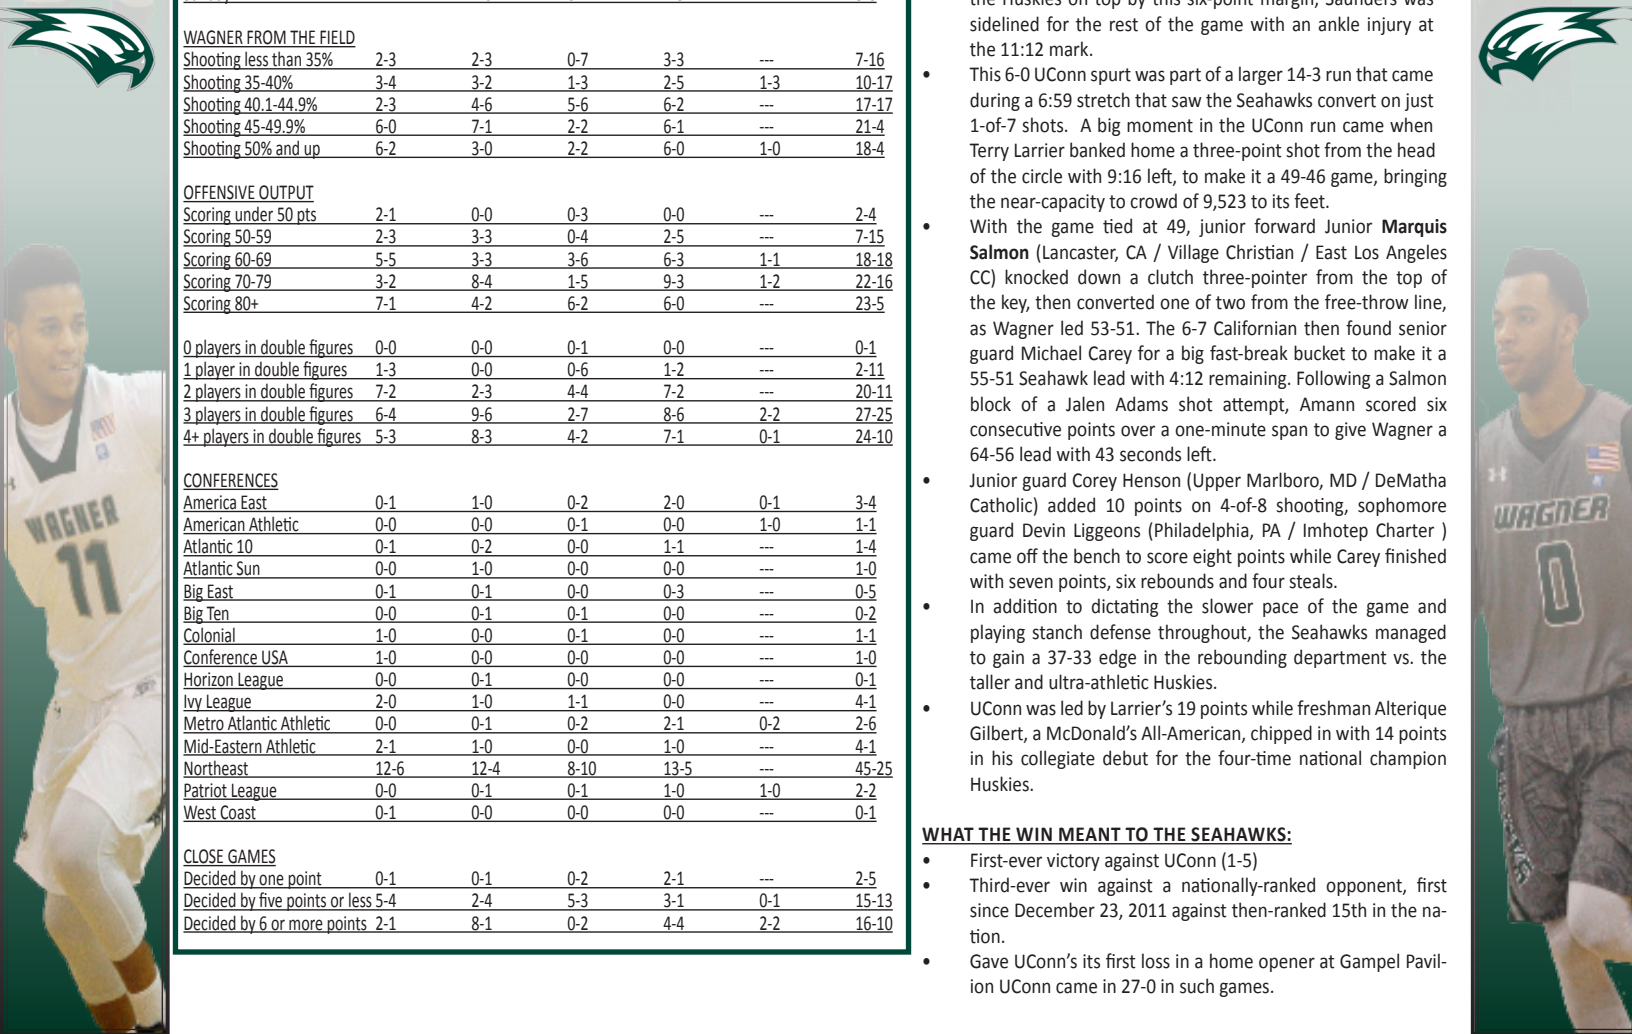 WAGNER FROM THE FIELD
Shooting less than 35% 2-3 2-3 0-7 3-3 --- 7-16
Shooting 35-40% 3-4 3-2 1-3 2-5 1-3 10-17
Shooting 40.1-44.9% 2-3 4-6 5-6 6-2 --- 17-17
Shooting 45-49.9% 6-0 7-1 2-2 6-1 --- 21-4
Shooting 50% and up 6-2 3-0 2-2 6-0 1-0 18-4
OFFENSIVE OUTPUT
Scoring under 50 pts 2-1 0-0 0-3 0-0 --- 2-4
Scoring 50-59 2-3 3-3 0-4 2-5 --- 7-15
Scoring 60-69 5-5 3-3 3-6 6-3 1-1 18-18
Scoring 70-79 3-2 8-4 1-5 9-3 1-2 22-16
Scoring 80+ 7-1 4-2 6-2 6-0 --- 23-5
0 players in double figures 0-0 0-0 0-1 0-0 --- 0-1
1 player in double figures 1-3 0-0 0-6 1-2 --- 2-11
2 players in double figures 7-2 2-3 4-4 7-2 --- 20-11
3 players in double figures 6-4 9-6 2-7 8-6 2-2 27-25
4+ players in double figures 5-3 8-3 4-2 7-1 0-1 24-10
CONFERENCES
America East 0-1 1-0 0-2 2-0 0-1 3-4
American Athletic 0-0 0-0 0-1 0-0 1-0 1-1
Atlantic 10 0-1 0-2 0-0 1-1 --- 1-4
Atlantic Sun 0-0 1-0 0-0 0-0 --- 1-0
Big East 0-1 0-1 0-0 0-3 --- 0-5
Big Ten 0-0 0-1 0-1 0-0 --- 0-2
Colonial 1-0 0-0 0-1 0-0 --- 1-1
Conference USA 1-0 0-0 0-0 0-0 --- 1-0
Horizon League 0-0 0-1 0-0 0-0 --- 0-1
Ivy League 2-0 1-0 1-1 0-0 --- 4-1
Metro Atlantic Athletic 0-0 0-1 0-2 2-1 0-2 2-6
Mid-Eastern Athletic 2-1 1-0 0-0 1-0 --- 4-1
Northeast 12-6 12-4 8-10 13-5 --- 45-25
Patriot League 0-0 0-1 0-1 1-0 1-0 2-2
West Coast 0-1 0-0 0-0 0-0 --- 0-1
CLOSE GAMES
Decided by one point 0-1 0-1 0-2 2-1 --- 2-5
Decided by five points or less 5-4 2-4 5-3 3-1 0-1 15-13
Decided by 6 or more points 2-1 8-1 0-2 4-4 2-2 16-10
the Huskies on top by this six-point margin, Saunders was
sidelined for the rest of the game with an ankle injury at
the 11:12 mark.
• This 6-0 UConn spurt was part of a larger 14-3 run that came
during a 6:59 stretch that saw the Seahawks convert on just
1-of-7 shots. A big moment in the UConn run came when
Terry Larrier banked home a three-point shot from the head
of the circle with 9:16 left, to make it a 49-46 game, bringing
the near-capacity to crowd of 9,523 to its feet.
• With the game tied at 49, junior forward Junior Marquis
Salmon (Lancaster, CA / Village Christian / East Los Angeles
CC) knocked down a clutch three-pointer from the top of
the key, then converted one of two from the free-throw line,
as Wagner led 53-51. The 6-7 Californian then found senior
guard Michael Carey for a big fast-break bucket to make it a
55-51 Seahawk lead with 4:12 remaining. Following a Salmon
block of a Jalen Adams shot attempt, Amann scored six
consecutive points over a one-minute span to give Wagner a
64-56 lead with 43 seconds left.
• Junior guard Corey Henson (Upper Marlboro, MD / DeMatha
Catholic) added 10 points on 4-of-8 shooting, sophomore
guard Devin Liggeons (Philadelphia, PA / Imhotep Charter )
came off the bench to score eight points while Carey finished
with seven points, six rebounds and four steals.
• In addition to dictating the slower pace of the game and
playing stanch defense throughout, the Seahawks managed
to gain a 37-33 edge in the rebounding department vs. the
taller and ultra-athletic Huskies.
• UConn was led by Larrier's 19 points while freshman Alterique
Gilbert, a McDonald's All-American, chipped in with 14 points
in his collegiate debut for the four-time national champion
Huskies.
WHAT THE WIN MEANT TO THE SEAHAWKS:
• First-ever victory against UConn (1-5)
• Third-ever win against a nationally-ranked opponent, first
since December 23, 2011 against then-ranked 15th in the na-
tion.
• Gave UConn's its first loss in a home opener at Gampel Pavil-
ion UConn came in 27-0 in such games.
WAGNER
11
WAGNER
0